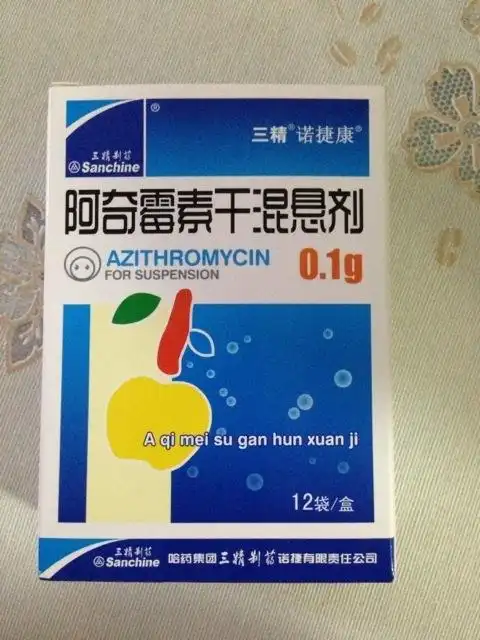 ®
三精制药
Sanchine
三精®诺捷康®
阿奇霉素干混悬剂
AZITHROMYCIN
FOR SUSPENSION
0.1g
A qi mei su gan hun xuan ji
12袋/盒
三精制药
Sanchine
哈药集团三精制药诺捷有限责任公司